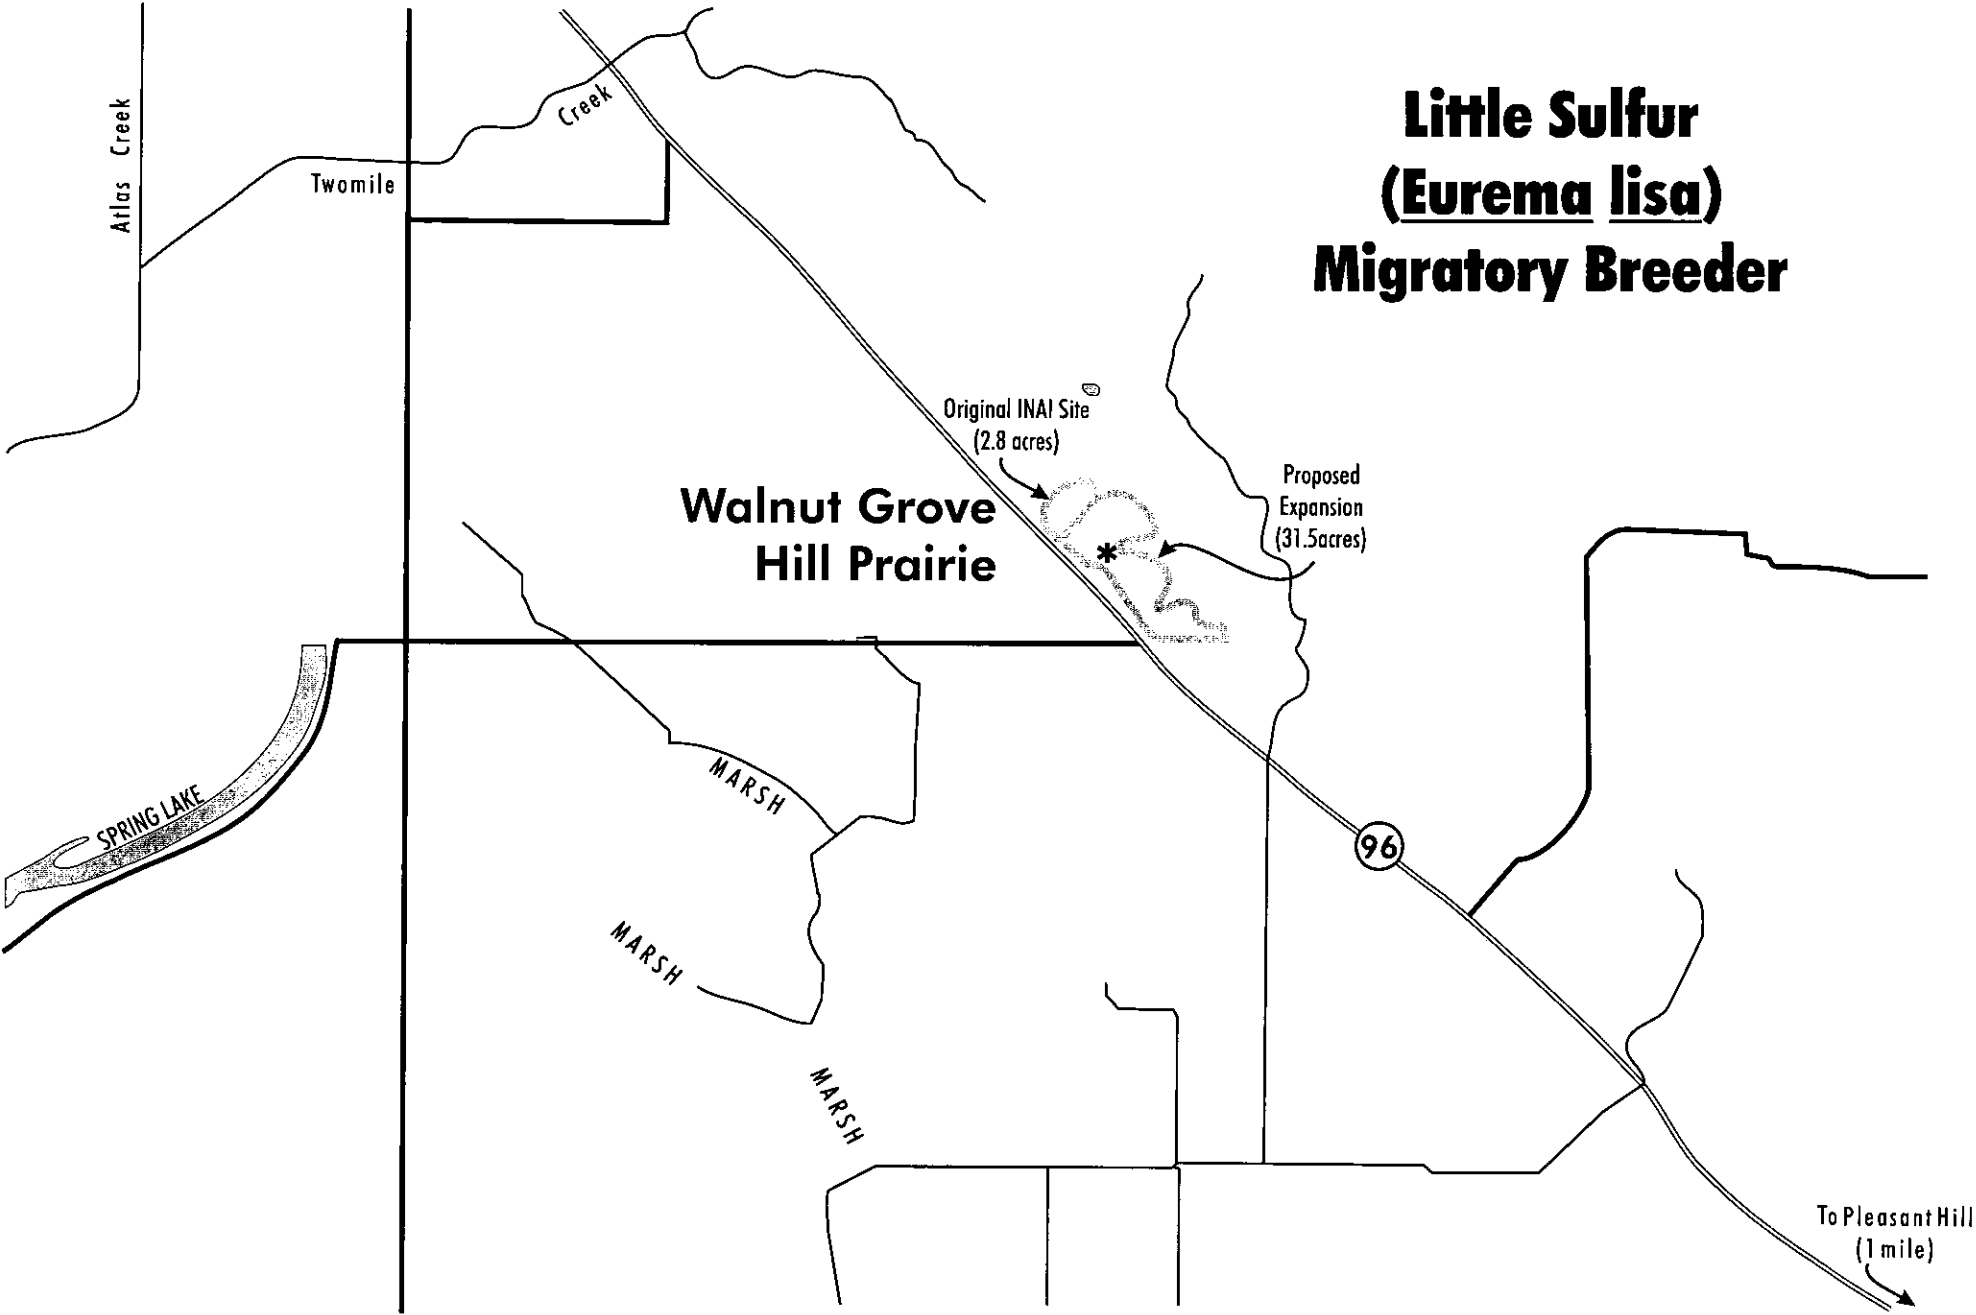 Little Sulfur
(Eurema lisa)
Migratory Breeder
Atlas Creek
Twomile
Creek
Original INAI Site
(2.8 acres)
Proposed
Expansion
(31.5acres)
Walnut Grove
Hill Prairie
*
SPRING LAKE
MARSH
96
MARSH
MARSH
To Pleasant Hill
(1 mile)